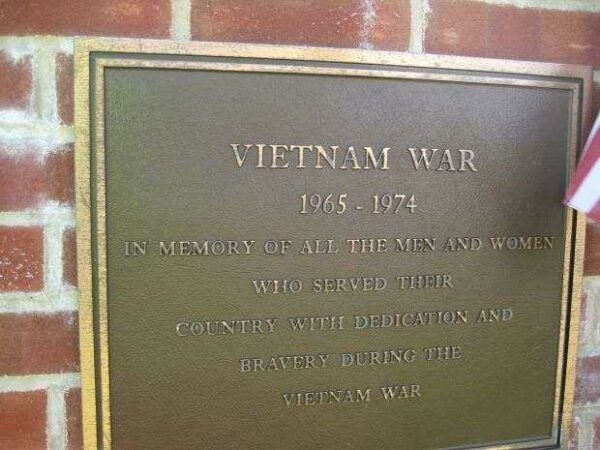 VIETNAM WAR
1965 - 1974
IN MEMORY OF ALL THE MEN AND WOMEN
WHO SERVED THEIR
COUNTRY WITH DEDICATION AND
BRAVERY DURING THE
VIETNAM WAR